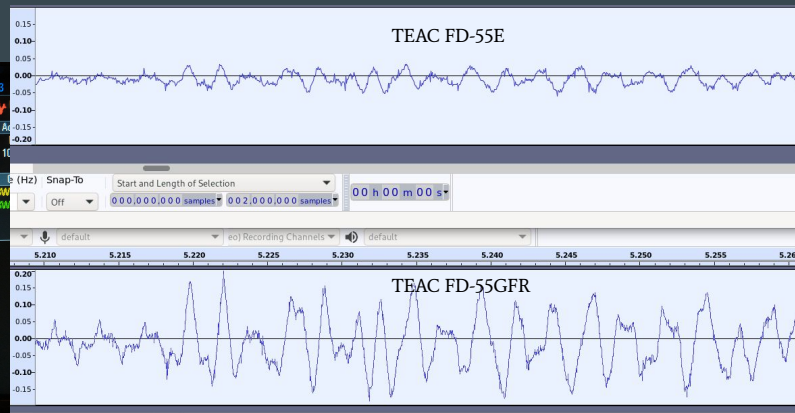 0.15-
TEAC FD-55E
0.10-
0.05-
0.00-
-0.05-
-0.10-
-0.15-
-0.20
(Hz) Snap-To
Start and Length of Selection
Off
000,000,000 samples
002,000,000 samples
00 h 00 m 00 s
default
eo) Recording Channels
default
5.210 5.215 5.220 5.225 5.230 5.235 5.240 5.245 5.250 5.255 5.26
0.20
TEAC FD-55GFR
0.15-
0.10-
0.05-
0.00-
-0.05-
-0.10-
-0.15-